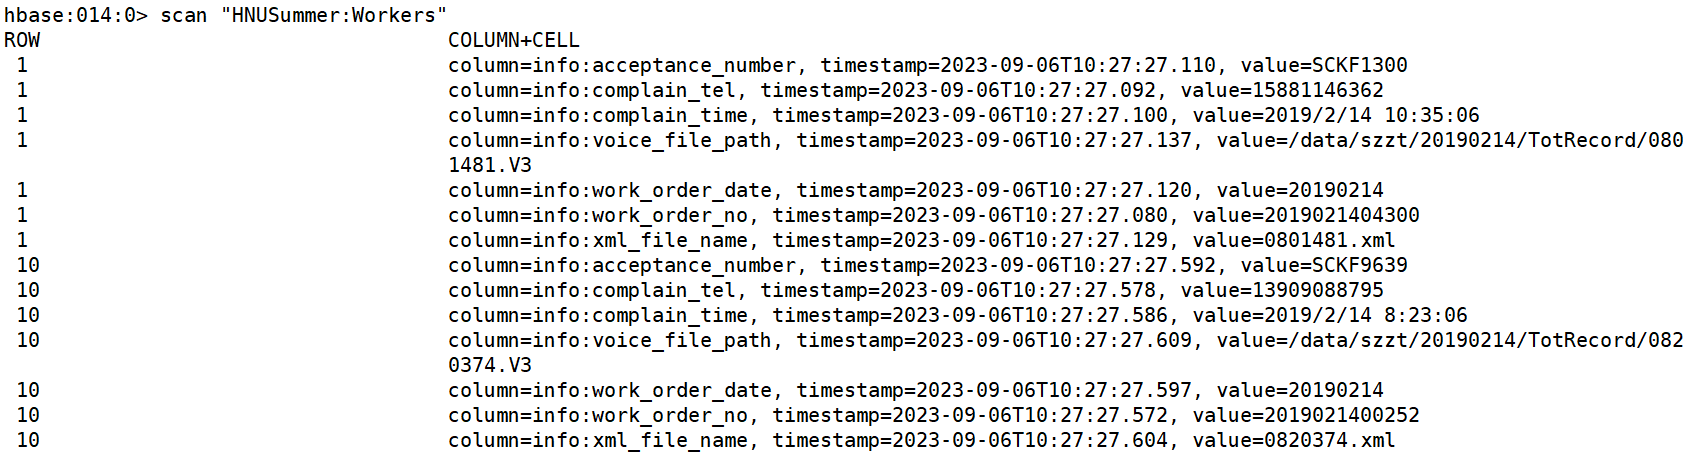 hbase:014:0> scan "HNUSummer:Workers"
ROW COLUMN+CELL
1 column=info:acceptance_number, timestamp=2023-09-06T10:27:27.110, value=SCKF1300
1 column=info:complain_tel, timestamp=2023-09-06T10:27:27.092, value=15881146362
1 column=info:complain_time, timestamp=2023-09-06T10:27:27.100, value=2019/2/14 10:35:06
1 column=info:voice_file_path, timestamp=2023-09-06T10:27:27.137, value=/data/szzt/20190214/TotRecord/080
1481.V3
1 column=info:work_order_date, timestamp=2023-09-06T10:27:27.120, value=20190214
1 column=info:work_order_no, timestamp=2023-09-06T10:27:27.080, value=2019021404300
1 column=info:xml_file_name, timestamp=2023-09-06T10:27:27.129, value=0801481.xml
10 column=info:acceptance_number, timestamp=2023-09-06T10:27:27.592, value=SCKF9639
10 column=info:complain_tel, timestamp=2023-09-06T10:27:27.578, value=13909088795
10 column=info:complain_time, timestamp=2023-09-06T10:27:27.586, value=2019/2/14 8:23:06
10 column=info:voice_file_path, timestamp=2023-09-06T10:27:27.609, value=/data/szzt/20190214/TotRecord/082
0374.V3
10 column=info:work_order_date, timestamp=2023-09-06T10:27:27.597, value=20190214
10 column=info:work_order_no, timestamp=2023-09-06T10:27:27.572, value=2019021400252
10 column=info:xml_file_name, timestamp=2023-09-06T10:27:27.604, value=0820374.xml